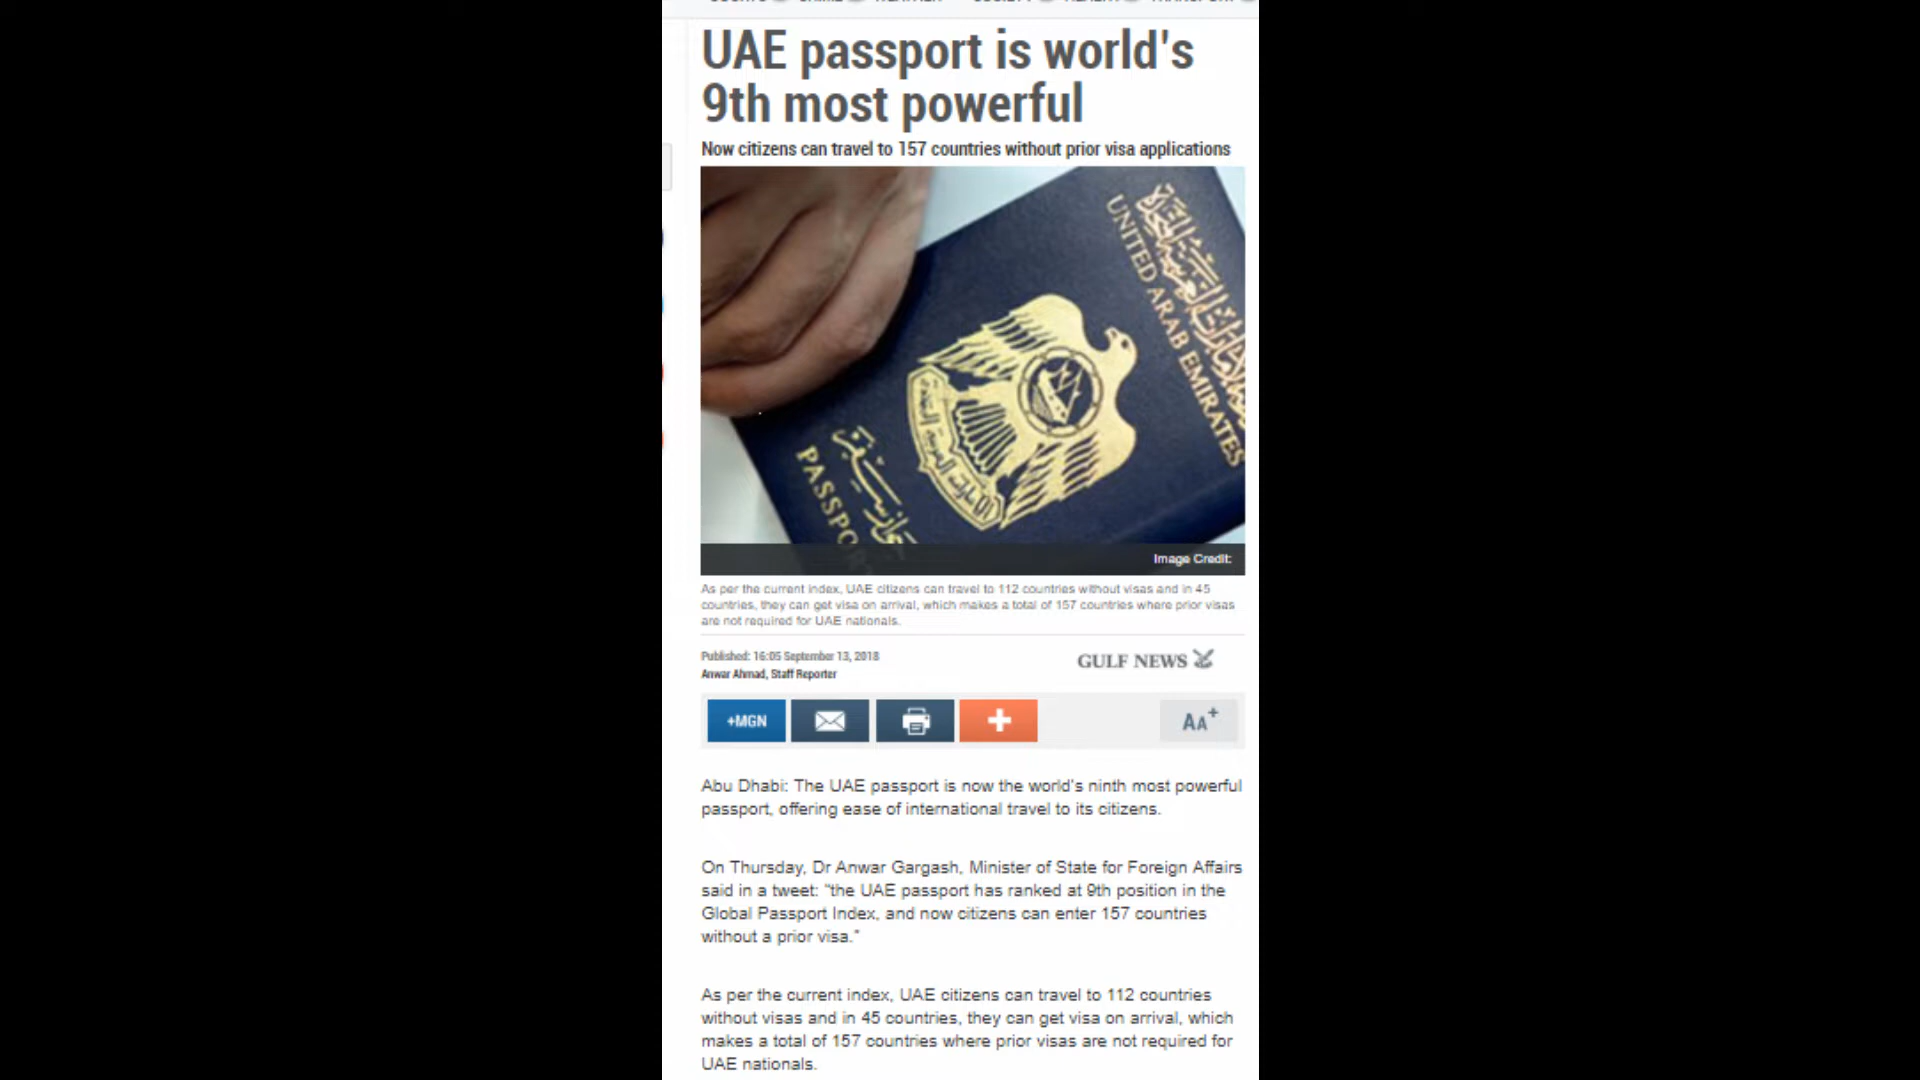 UAE passport is world's
9th most powerful
Now citizens can travel to 157 countries without prior visa applications
الإمارات العربية المتحدة
UNITED ARAB EMIRATES
الإمارات العربية المتحدة
جواز سفر
PASSPORT
Image Credit:
As per the current index, UAE citizens can travel to 112 countries without visas and in 45
countries, they can get visa on arrival, which makes a total of 157 countries where prior visas
are not required for UAE nationals.
Published: 16:05 September 13, 2018
GULF NEWS
Anwar Ahmad, Staff Reporter
+MGN
AA+
Abu Dhabi: The UAE passport is now the world's ninth most powerful
passport, offering ease of international travel to its citizens.
On Thursday, Dr Anwar Gargash, Minister of State for Foreign Affairs
said in a tweet: "the UAE passport has ranked at 9th position in the
Global Passport Index, and now citizens can enter 157 countries
without a prior visa."
As per the current index, UAE citizens can travel to 112 countries
without visas and in 45 countries, they can get visa on arrival, which
makes a total of 157 countries where prior visas are not required for
UAE nationals.